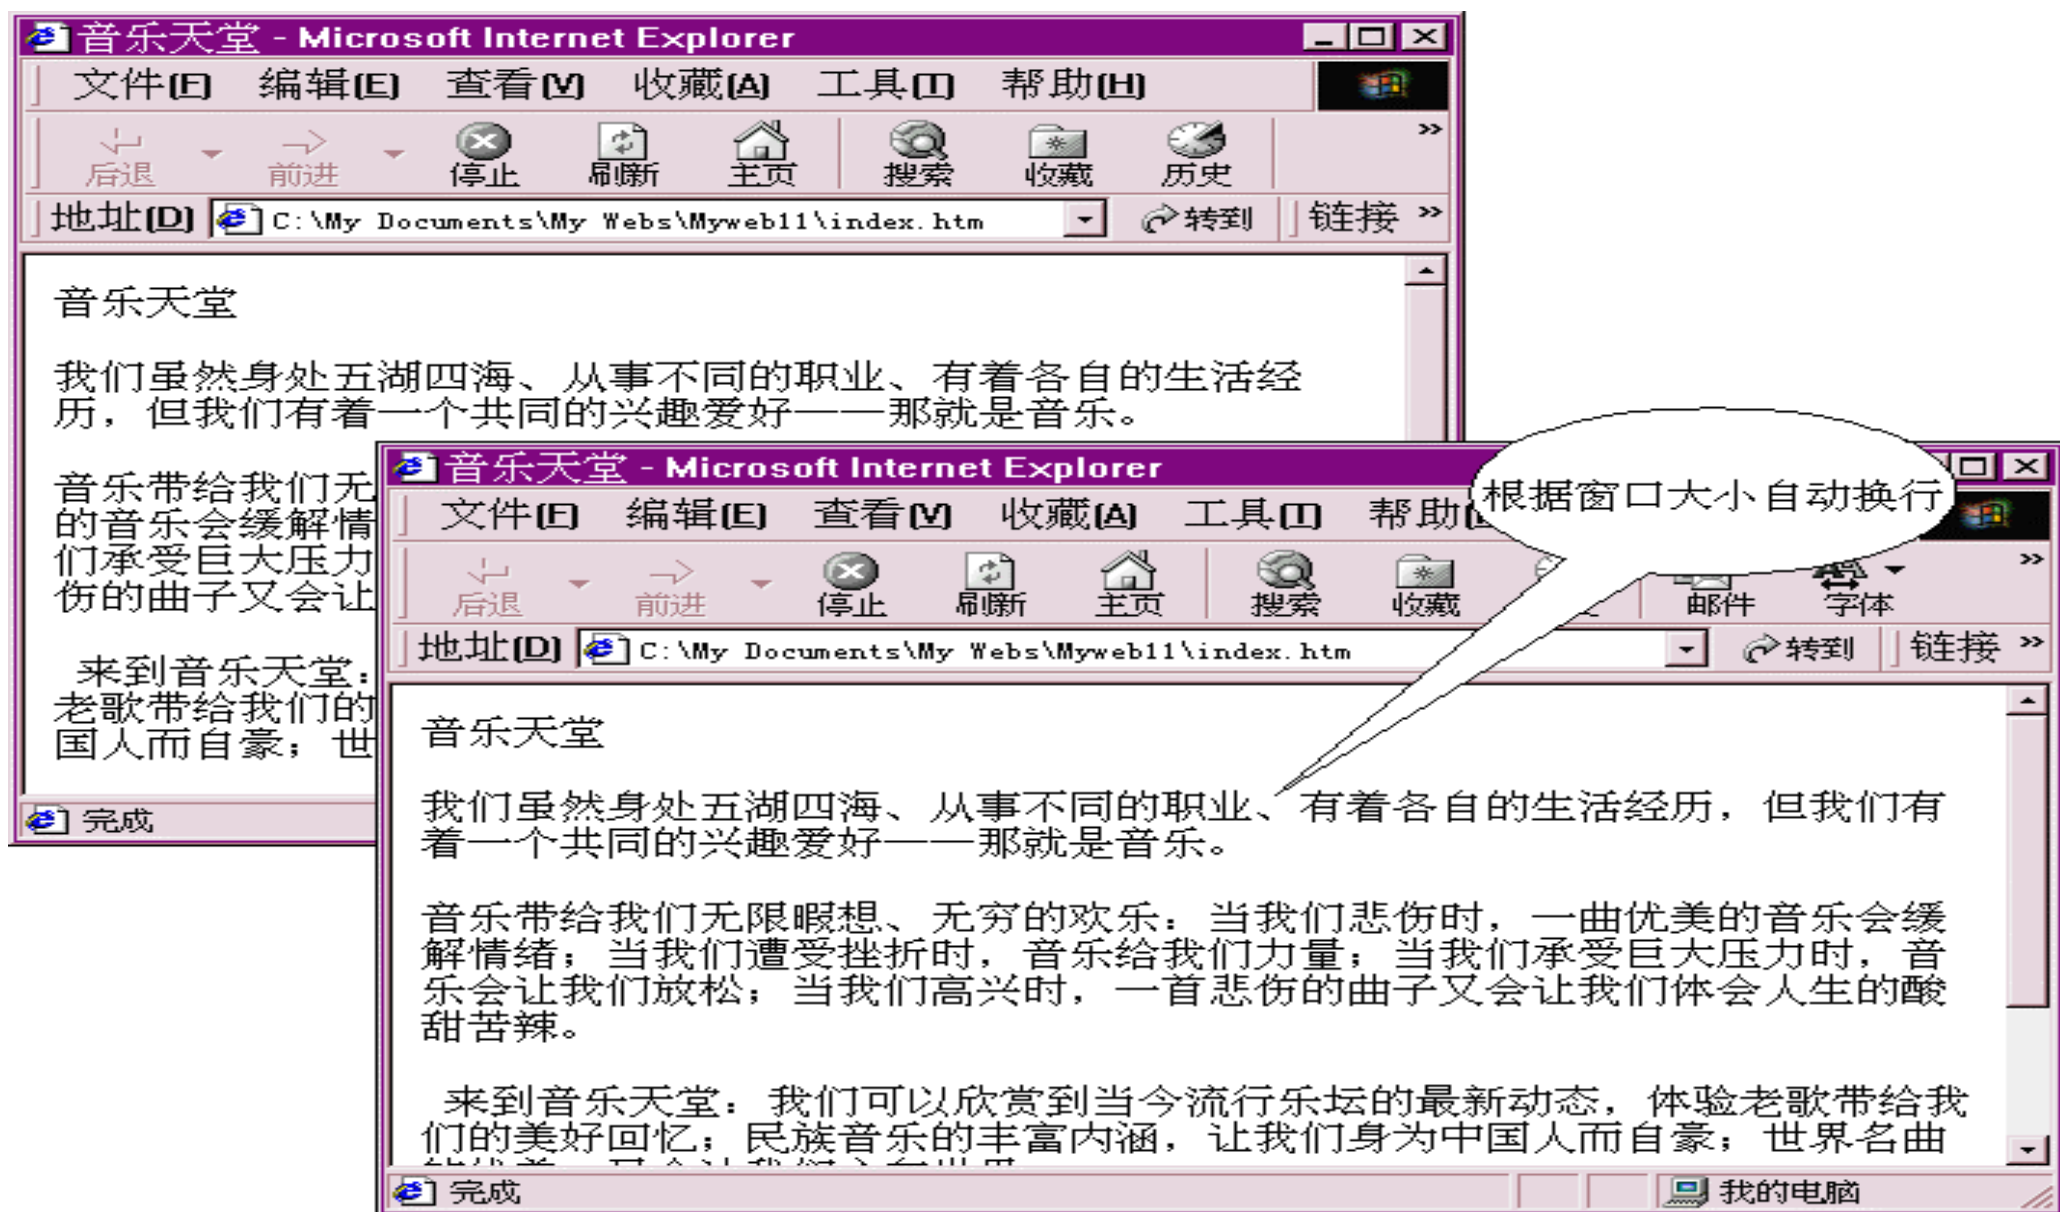 音乐天堂 - Microsoft Internet Explorer
文件(F) 编辑(E) 查看(V) 收藏(A) 工具(T) 帮助(H)
后退 前进 停止 刷新 主页 搜索 收藏 历史 »
地址(D) C:\My Documents\My Webs\Myweb11\index.htm 转到 链接 »
音乐天堂
我们虽然身处五湖四海、从事不同的职业、有着各自的生活经
历，但我们有着一个共同的兴趣爱好——那就是音乐。
音乐带给我们无
的音乐会缓解情
们承受巨大压力
伤的曲子又会让
来到音乐天堂：
老歌带给我们的
国人而自豪；世
完成
音乐天堂 - Microsoft Internet Explorer
根据窗口大小自动换行
文件(F) 编辑(E) 查看(V) 收藏(A) 工具(T) 帮助
后退 前进 停止 刷新 主页 搜索 收藏 邮件 字体 »
地址(D) C:\My Documents\My Webs\Myweb11\index.htm 转到 链接 »
音乐天堂
我们虽然身处五湖四海、从事不同的职业、有着各自的生活经历，但我们有
着一个共同的兴趣爱好——那就是音乐。
音乐带给我们无限暇想、无穷的欢乐：当我们悲伤时，一曲优美的音乐会缓
解情绪；当我们遭受挫折时，音乐给我们力量；当我们承受巨大压力时，音
乐会让我们放松；当我们高兴时，一首悲伤的曲子又会让我们体会人生的酸
甜苦辣。
来到音乐天堂：我们可以欣赏到当今流行乐坛的最新动态，体验老歌带给我
们的美好回忆；民族音乐的丰富内涵，让我们身为中国人而自豪；世界名曲
完成 我的电脑